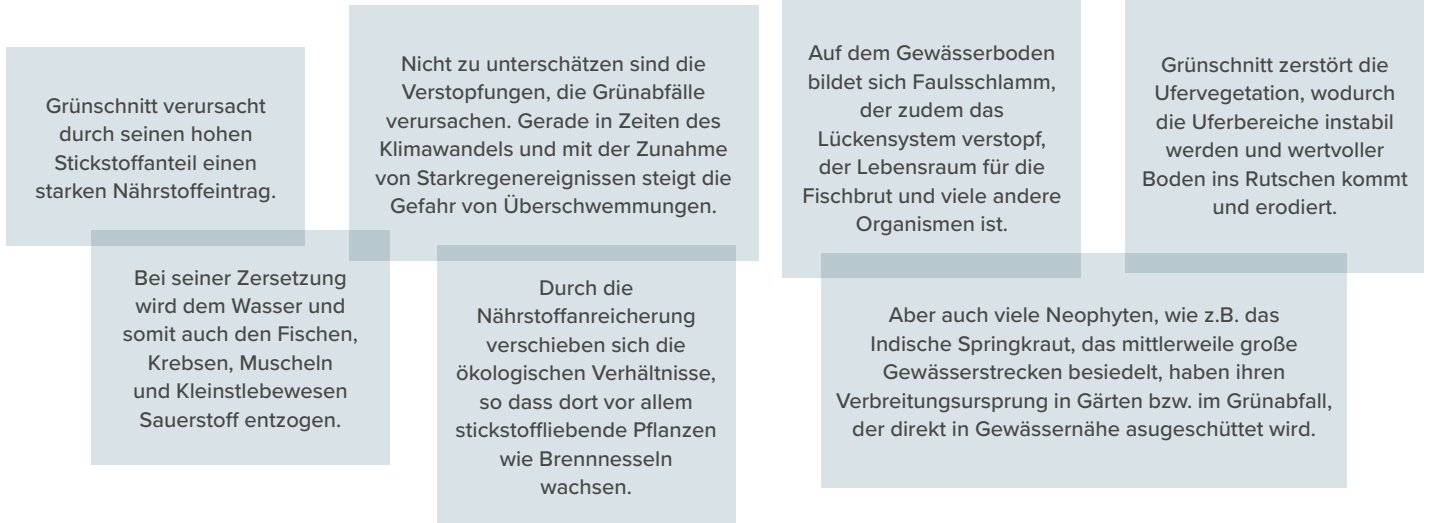 Grünschnitt verursacht
durch seinen hohen
Stickstoffanteil einen
starken Nährstoffeintrag.
Bei seiner Zersetzung
wird dem Wasser und
somit auch den Fischen,
Krebsen, Muscheln
und Kleinstlebewesen
Sauerstoff entzogen.
Nicht zu unterschätzen sind die
Verstopfungen, die Grünabfälle
verursachen. Gerade in Zeiten des
Klimawandels und mit der Zunahme
von Starkregenereignissen steigt die
Gefahr von Überschwemmungen.
Durch die
Nährstoffanreicherung
verschieben sich die
ökologischen Verhältnisse,
so dass dort vor allem
stickstoffliebende Pflanzen
wie Brennnesseln
wachsen.
Auf dem Gewässerboden
bildet sich Faulsschlamm,
der zudem das
Lückensystem verstopf,
der Lebensraum für die
Fischbrut und viele andere
Organismen ist.
Grünschnitt zerstört die
Ufervegetation, wodurch
die Uferbereiche instabil
werden und wertvoller
Boden ins Rutschen kommt
und erodiert.
Aber auch viele Neophyten, wie z.B. das
Indische Springkraut, das mittlerweile große
Gewässerstrecken besiedelt, haben ihren
Verbreitungsursprung in Gärten bzw. im Grünabfall,
der direkt in Gewässernähe asugeschüttet wird.